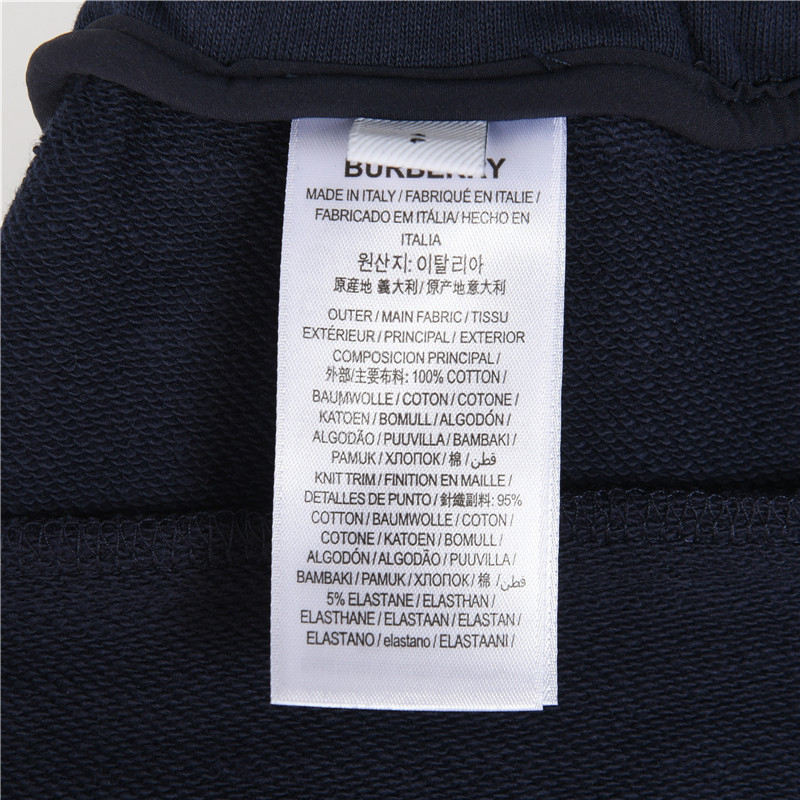 BURBERRY
MADE IN ITALY / FABRIQUÉ EN ITALIE /
FABRICADO EM ITÁLIA/ HECHO EN
ITALIA
원산지: 이탈리아
原産地 義大利/ 原产地意大利
OUTER / MAIN FABRIC / TISSU
EXTÉRIEUR / PRINCIPAL / EXTERIOR
COMPOSICION PRINCIPAL /
外部/主要布料: 100% COTTON /
BAUMWOLLE / COTON / COTONE /
KATOEN / BOMULL / ALGODÓN /
ALGODÃO / PUUVILLA / BAMBAKI /
PAMUK / ХЛОПОК / 棉 / قطن /
KNIT TRIM / FINITION EN MAILLE /
DETALLES DE PUNTO / 針織副料: 95%
COTTON / BAUMWOLLE / COTON /
COTONE / KATOEN / BOMULL /
ALGODÓN / ALGODÃO / PUUVILLA /
BAMBAKI / PAMUK / ХЛОПОК / 棉 / قطن /
5% ELASTANE / ELASTHAN /
ELASTHANE / ELASTAAN / ELASTAN /
ELASTANO / elastano / ELASTAANI /